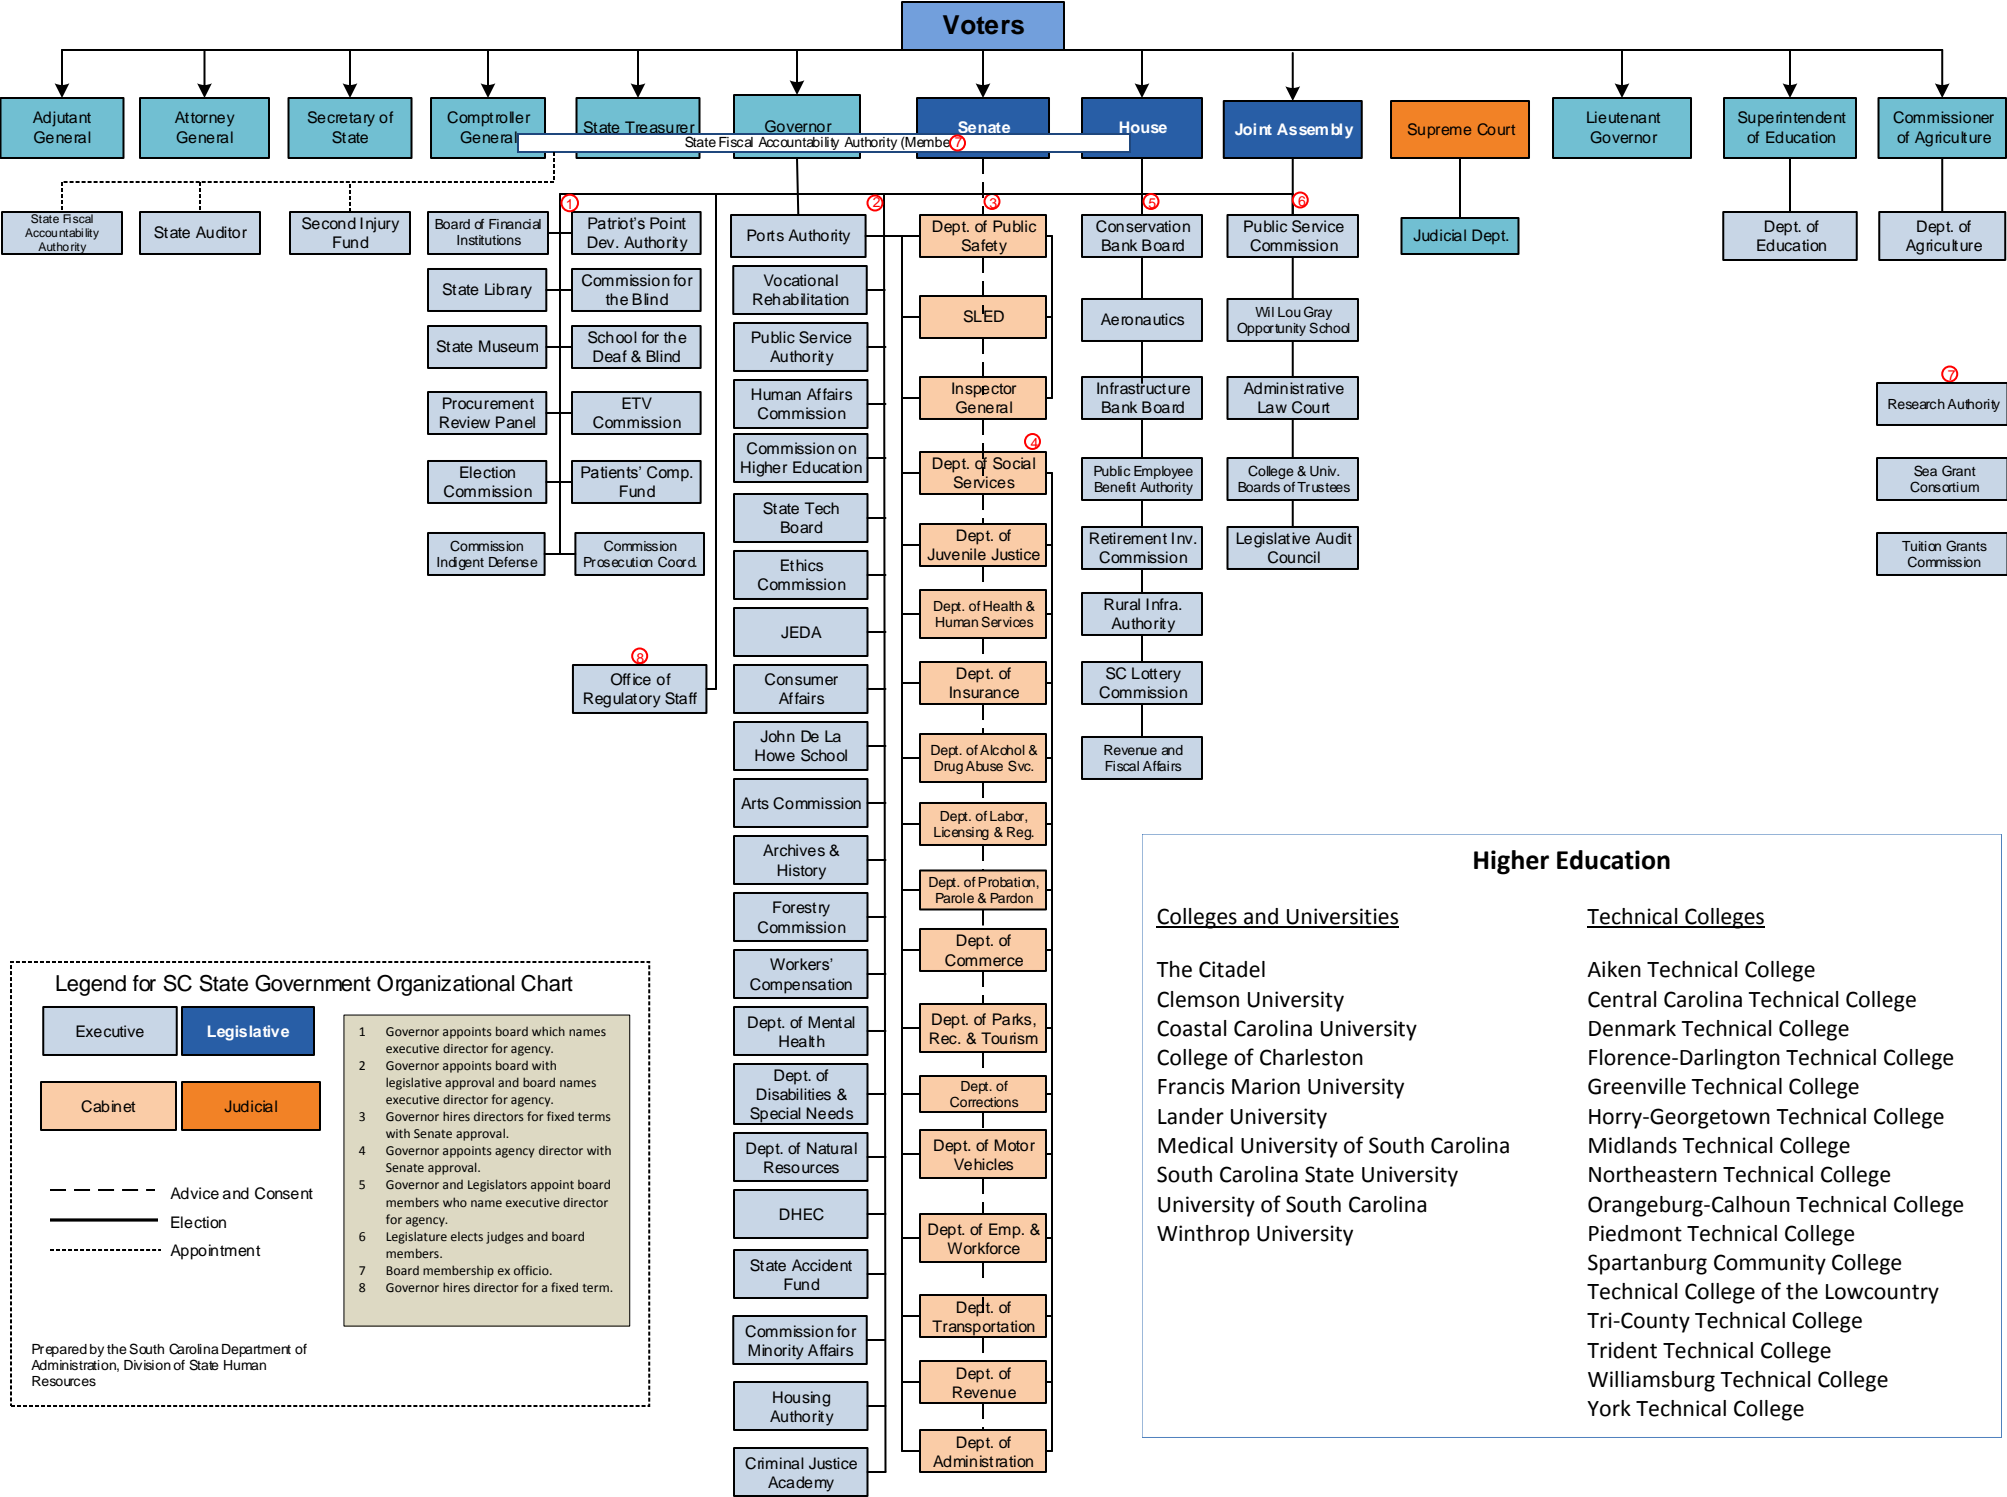 Voters
Adjutant
General
Attorney
General
Secretary of
State
Comptroller
General
State Treasurer
Governor
Senate
House
Joint Assembly
Supreme Court
Lieutenant
Governor
Superintendent
of Education
Commissioner
of Agriculture
State Fiscal Accountability Authority (Membe
7
State Fiscal
Accountability
Authority
State Auditor
Second Injury
Fund
1
Board of Financial
Institutions
Patriot's Point
Dev. Authority
State Library
Commission for
the Blind
State Museum
School for the
Deaf & Blind
Procurement
Review Panel
ETV
Commission
Election
Commission
Patients' Comp.
Fund
Commission
Indigent Defense
Commission
Prosecution Coord.
8
Office of
Regulatory Staff
2
Ports Authority
Vocational
Rehabilitation
Public Service
Authority
Human Affairs
Commission
Commission on
Higher Education
State Tech
Board
Ethics
Commission
JEDA
Consumer
Affairs
John De La
Howe School
Arts Commission
Archives &
History
Forestry
Commission
Workers'
Compensation
Dept. of Mental
Health
Dept. of
Disabilities &
Special Needs
Dept. of Natural
Resources
DHEC
State Accident
Fund
Commission for
Minority Affairs
Housing
Authority
Criminal Justice
Academy
3
Dept. of Public
Safety
SLED
Inspector
General
4
Dept. of Social
Services
Dept. of
Juvenile Justice
Dept. of Health &
Human Services
Dept. of
Insurance
Dept. of Alcohol &
Drug Abuse Svc.
Dept. of Labor,
Licensing & Reg.
Dept. of Probation,
Parole & Pardon
Dept. of
Commerce
Dept. of Parks,
Rec. & Tourism
Dept. of
Corrections
Dept. of Motor
Vehicles
Dept. of Emp. &
Workforce
Dept. of
Transportation
Dept. of
Revenue
Dept. of
Administration
5
Conservation
Bank Board
Aeronautics
Infrastructure
Bank Board
Public Employee
Benefit Authority
Retirement Inv.
Commission
Rural Infra.
Authority
SC Lottery
Commission
Revenue and
Fiscal Affairs
6
Public Service
Commission
Wil Lou Gray
Opportunity School
Administrative
Law Court
College & Univ.
Boards of Trustees
Legislative Audit
Council
Judicial Dept.
Dept. of
Education
Dept. of
Agriculture
7
Research Authority
Sea Grant
Consortium
Tuition Grants
Commission
Legend for SC State Government Organizational Chart
Executive
Legislative
Cabinet
Judicial
Advice and Consent
Election
Appointment
1 Governor appoints board which names
executive director for agency.
2 Governor appoints board with
legislative approval and board names
executive director for agency.
3 Governor hires directors for fixed terms
with Senate approval.
4 Governor appoints agency director with
Senate approval.
5 Governor and Legislators appoint board
members who name executive director
for agency.
6 Legislature elects judges and board
members.
7 Board membership ex officio.
8 Governor hires director for a fixed term.
Prepared by the South Carolina Department of
Administration, Division of State Human
Resources
Higher Education
Colleges and Universities
The Citadel
Clemson University
Coastal Carolina University
College of Charleston
Francis Marion University
Lander University
Medical University of South Carolina
South Carolina State University
University of South Carolina
Winthrop University
Technical Colleges
Aiken Technical College
Central Carolina Technical College
Denmark Technical College
Florence-Darlington Technical College
Greenville Technical College
Horry-Georgetown Technical College
Midlands Technical College
Northeastern Technical College
Orangeburg-Calhoun Technical College
Piedmont Technical College
Spartanburg Community College
Technical College of the Lowcountry
Tri-County Technical College
Trident Technical College
Williamsburg Technical College
York Technical College